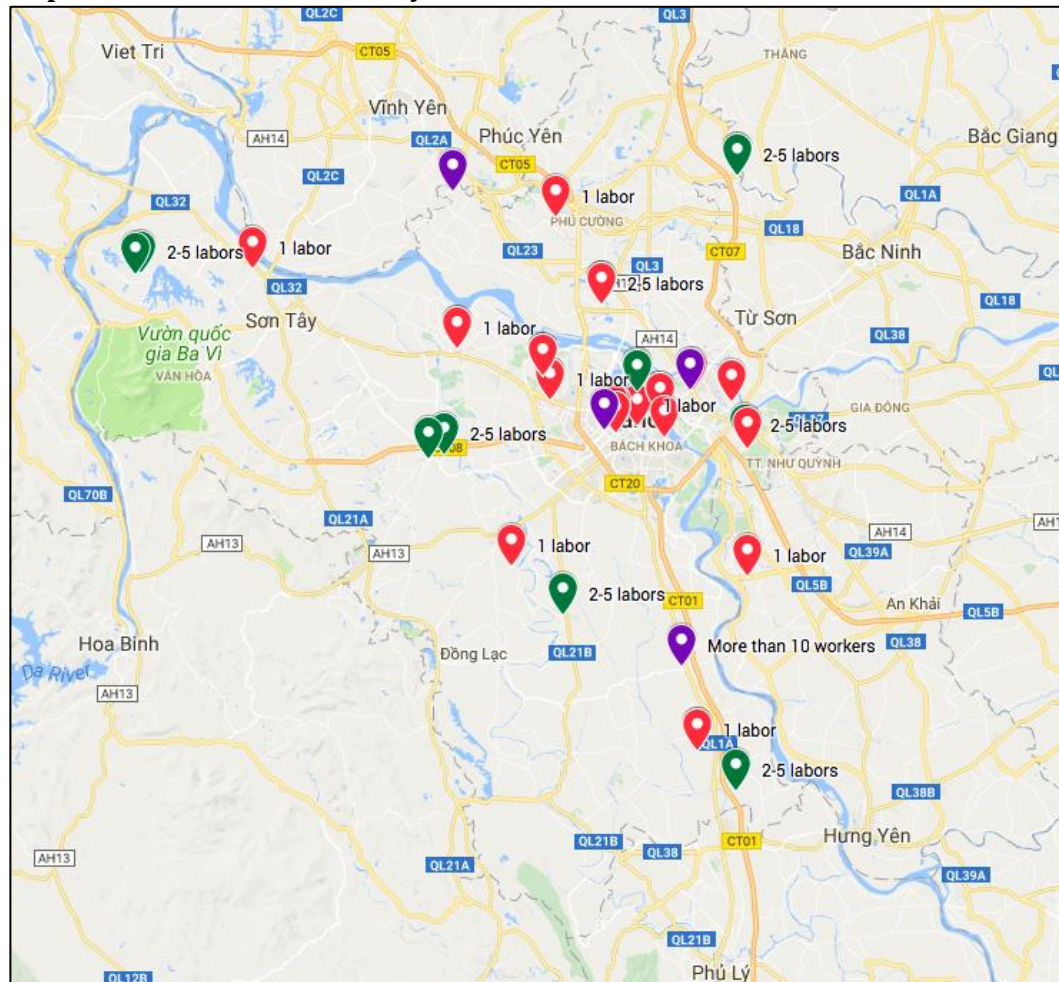 QL2C
QL3
Viet Tri
CT05
THẮNG
Vĩnh Yên
AH14
Phúc Yên
QL2A
Bắc Giang
2-5 labors
CT05
QL2C
QL32
1 labor
QL1A
PHÚ CƯỜNG
QL18
2-5 labors
1 labor
QL23
QL3
CT07
Bắc Ninh
QL32
2-5 labors
QL18
Sơn Tây
Từ Sơn
1 labor
Vườn quốc
gia Ba Vì
AH14
QL38
VÂN HÒA
1 labor
1 labor
GIA ĐÔNG
2-5 labors
2-5 labors
BÁCH KHOA
TT. NHƯ QUỲNH
CT20
QL70B
QL21A
AH14
AH13
AH13
1 labor
1 labor
QL39A
QL5B
2-5 labors
CT01
An Khải
QL5B
Hoa Binh
More than 10 workers
QL38
Đồng Lạc
QL21B
Da River
AH13
1 labor
QL1A
2-5 labors
QL38B
Hưng Yên
QL21B
CT01
AH13
QL38
QL21A
QL39A
QL21B
Phủ Lý
QL12B